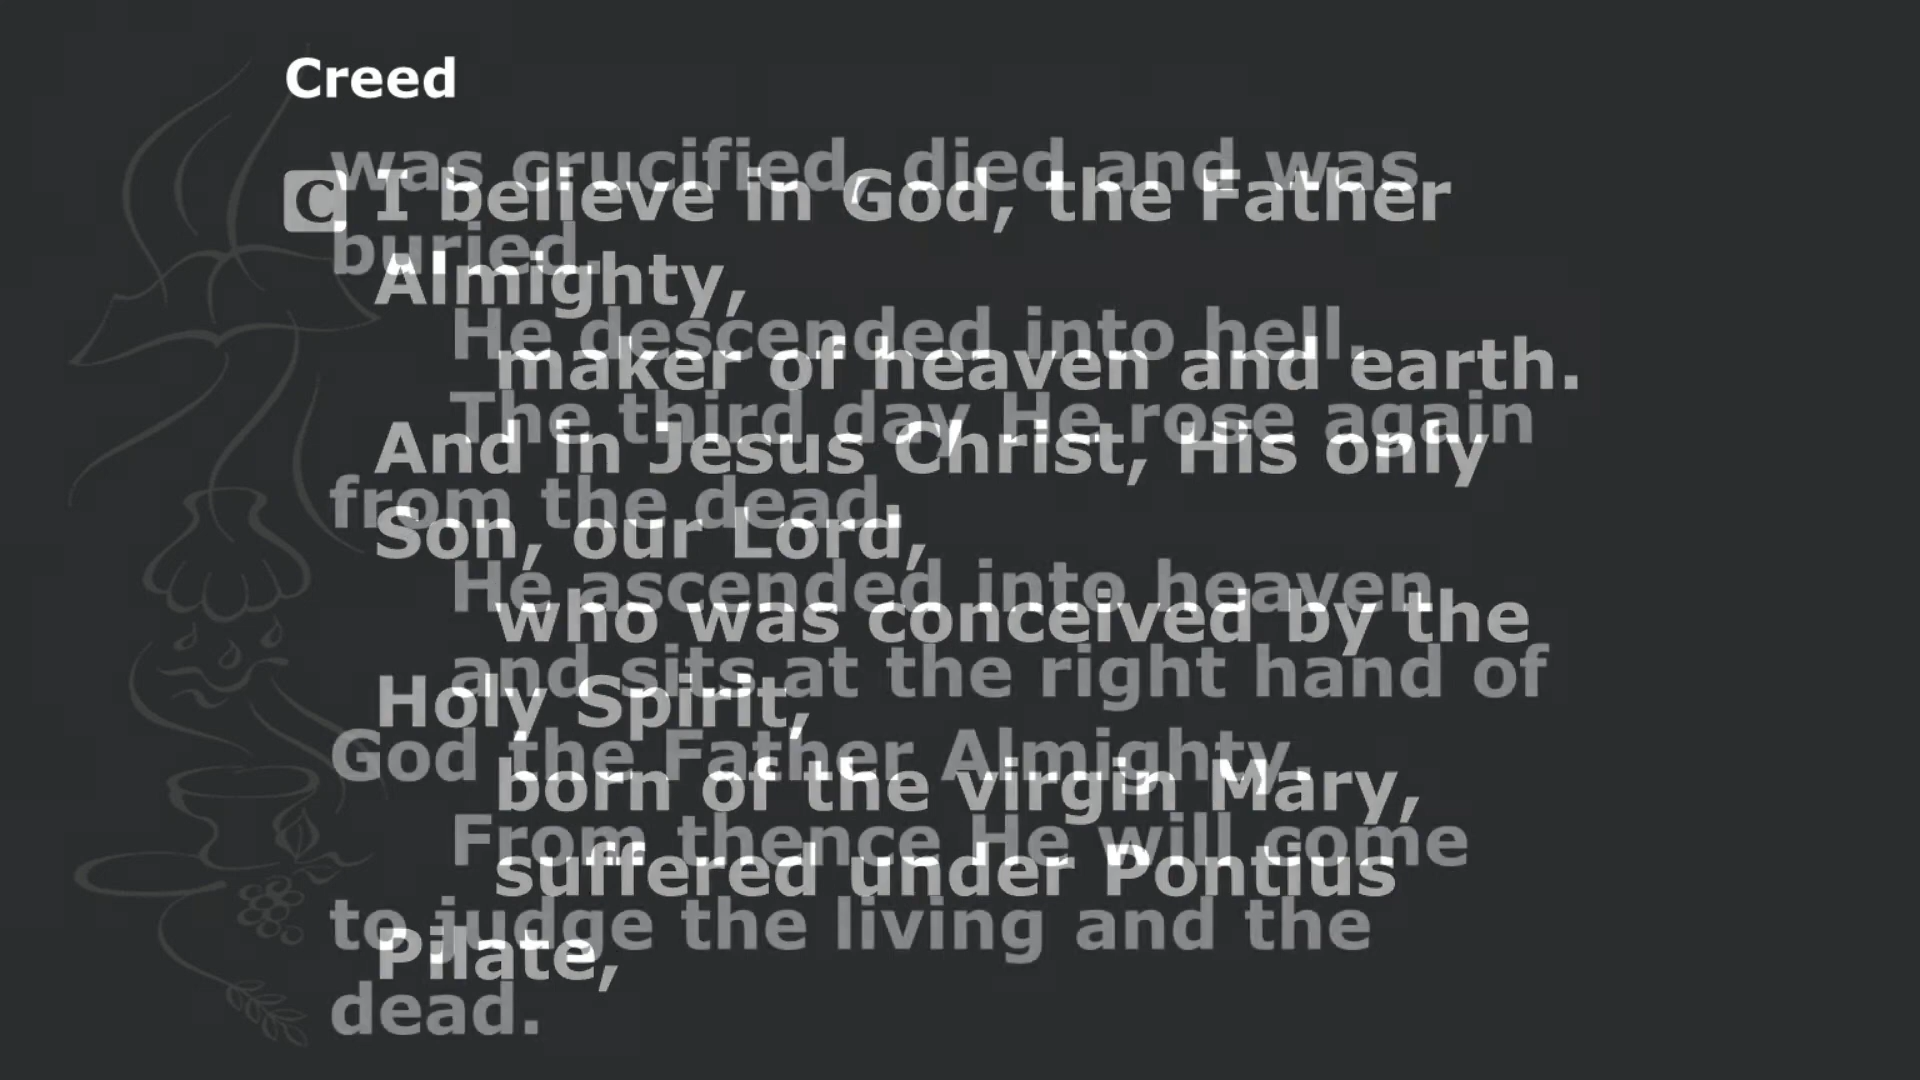 Creed
C I believe in God, the Father
Almighty,
maker of heaven and earth.
And in Jesus Christ, His only
Son, our Lord,
who was conceived by the
Holy Spirit,
born of the virgin Mary,
suffered under Pontius
Pilate,
was crucified, died and was
buried.
He descended into hell.
The third day He rose again
from the dead.
He ascended into heaven
and sits at the right hand of
God the Father Almighty.
From thence He will come
to judge the living and the
dead.